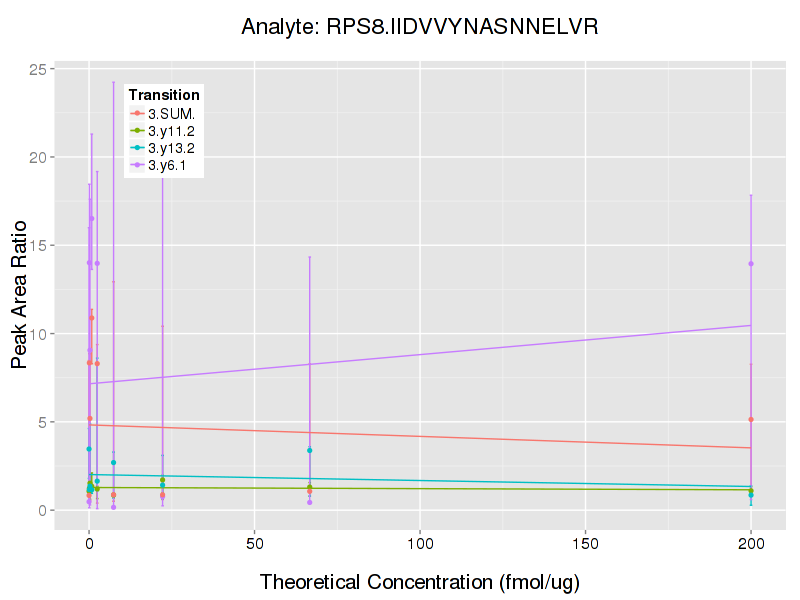 Analyte: RPS8.IIDVVYNASNNELVR
25
20
15
10
5
0
Peak Area Ratio
Transition
3.SUM.
3.y11.2
3.y13.2
3.y6.1
0 50 100 150 200
Theoretical Concentration (fmol/ug)